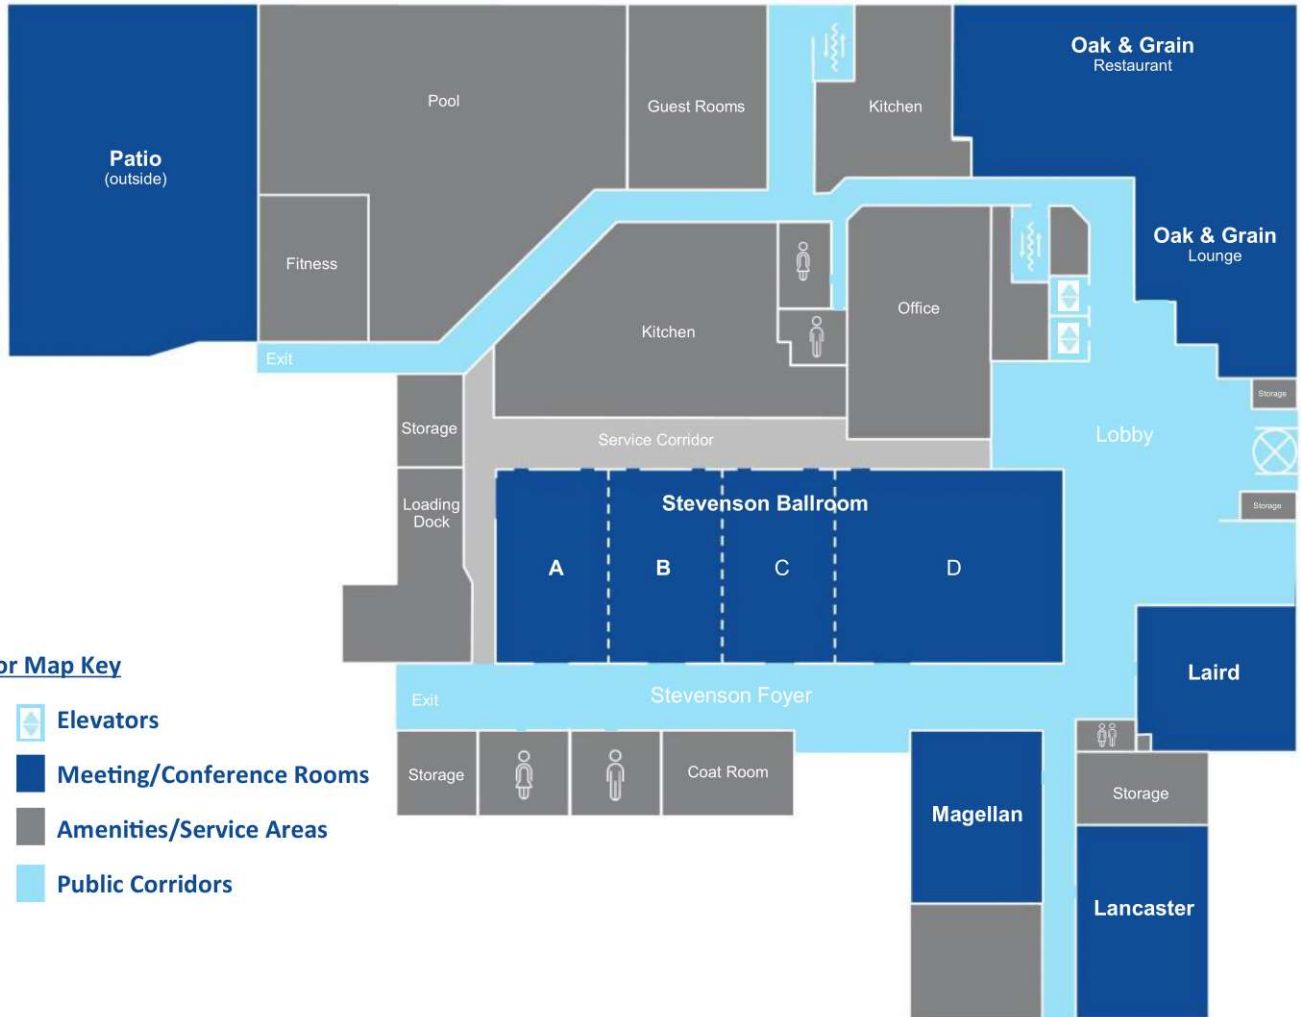 Oak & Grain
Restaurant
Pool
Guest Rooms
Kitchen
Patio
(outside)
Oak & Grain
Lounge
Fitness
Office
Kitchen
Exit
Storage
Storage
Lobby
Service Corridor
Stevenson Ballroom
Loading
Dock
Storage
A
B
C
D
or Map Key
Laird
Exit
Stevenson Foyer
Elevators
Meeting/Conference Rooms
Storage
Coat Room
Storage
Magellan
Amenities/Service Areas
Public Corridors
Lancaster